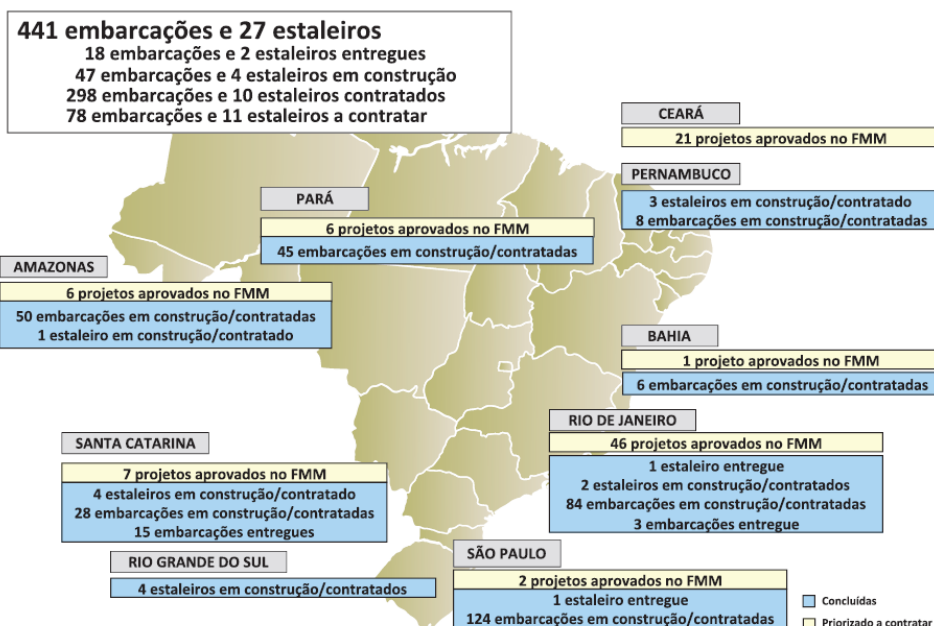 441 embarcações e 27 estaleiros
18 embarcações e 2 estaleiros entregues
47 embarcações e 4 estaleiros em construção
298 embarcações e 10 estaleiros contratados
78 embarcações e 11 estaleiros a contratar
CEARÁ
21 projetos aprovados no FMM
PERNAMBUCO
3 estaleiros em construção/contratado
8 embarcações em construção/contratadas
PARÁ
6 projetos aprovados no FMM
45 embarcações em construção/contratadas
AMAZONAS
6 projetos aprovados no FMM
50 embarcações em construção/contratadas
1 estaleiro em construção/contratado
BAHIA
1 projeto aprovados no FMM
6 embarcações em construção/contratadas
RIO DE JANEIRO
46 projetos aprovados no FMM
1 estaleiro entregue
2 estaleiros em construção/contratados
84 embarcações em construção/contratadas
3 embarcações entregue
SANTA CATARINA
7 projetos aprovados no FMM
4 estaleiros em construção/contratado
28 embarcações em construção/contratadas
15 embarcações entregues
RIO GRANDE DO SUL
4 estaleiros em construção/contratados
SÃO PAULO
2 projetos aprovados no FMM
1 estaleiro entregue
124 embarcações em construção/contratadas
Concluídas
Priorizado a contratar